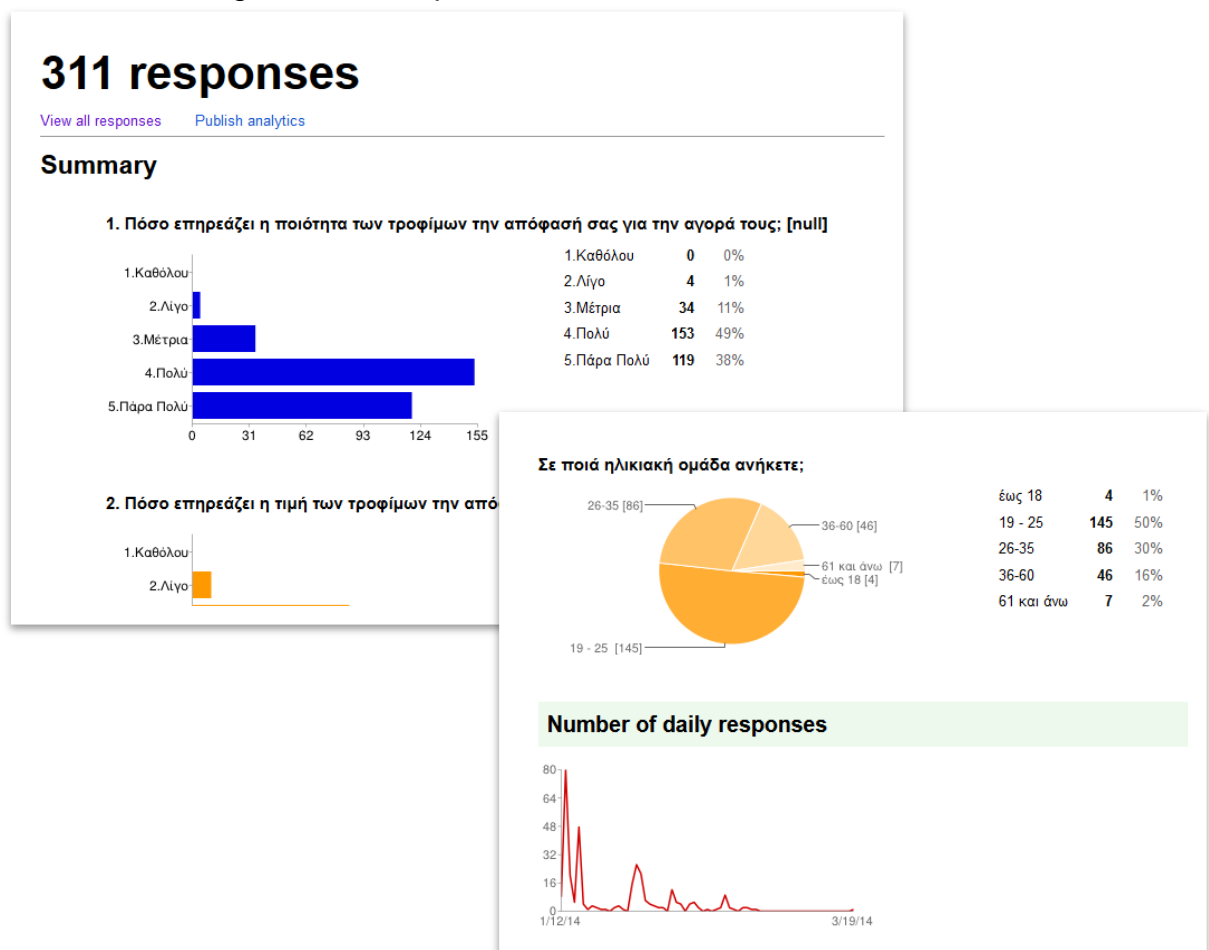 311 responses
View all responses Publish analytics
Summary
1. Πόσο επηρεάζει η ποιότητα των τροφίμων την απόφασή σας για την αγορά τους; [null]
1.Καθόλου
2.Λίγο
3.Μέτρια
4.Πολύ
5.Πάρα Πολύ
0 31 62 93 124 155
1.Καθόλου 0 0%
2.Λίγο 4 1%
3.Μέτρια 34 11%
4.Πολύ 153 49%
5.Πάρα Πολύ 119 38%
2. Πόσο επηρεάζει η τιμή των τροφίμων την από
1.Καθόλου
2.Λίγο
Σε ποιά ηλικιακή ομάδα ανήκετε;
26-35 [86]
36-60 [46]
61 και άνω [7]
έως 18 [4]
19 - 25 [145]
έως 18 4 1%
19 - 25 145 50%
26-35 86 30%
36-60 46 16%
61 και άνω 7 2%
Number of daily responses
80
64
48
32
16
0
1/12/14 3/19/14